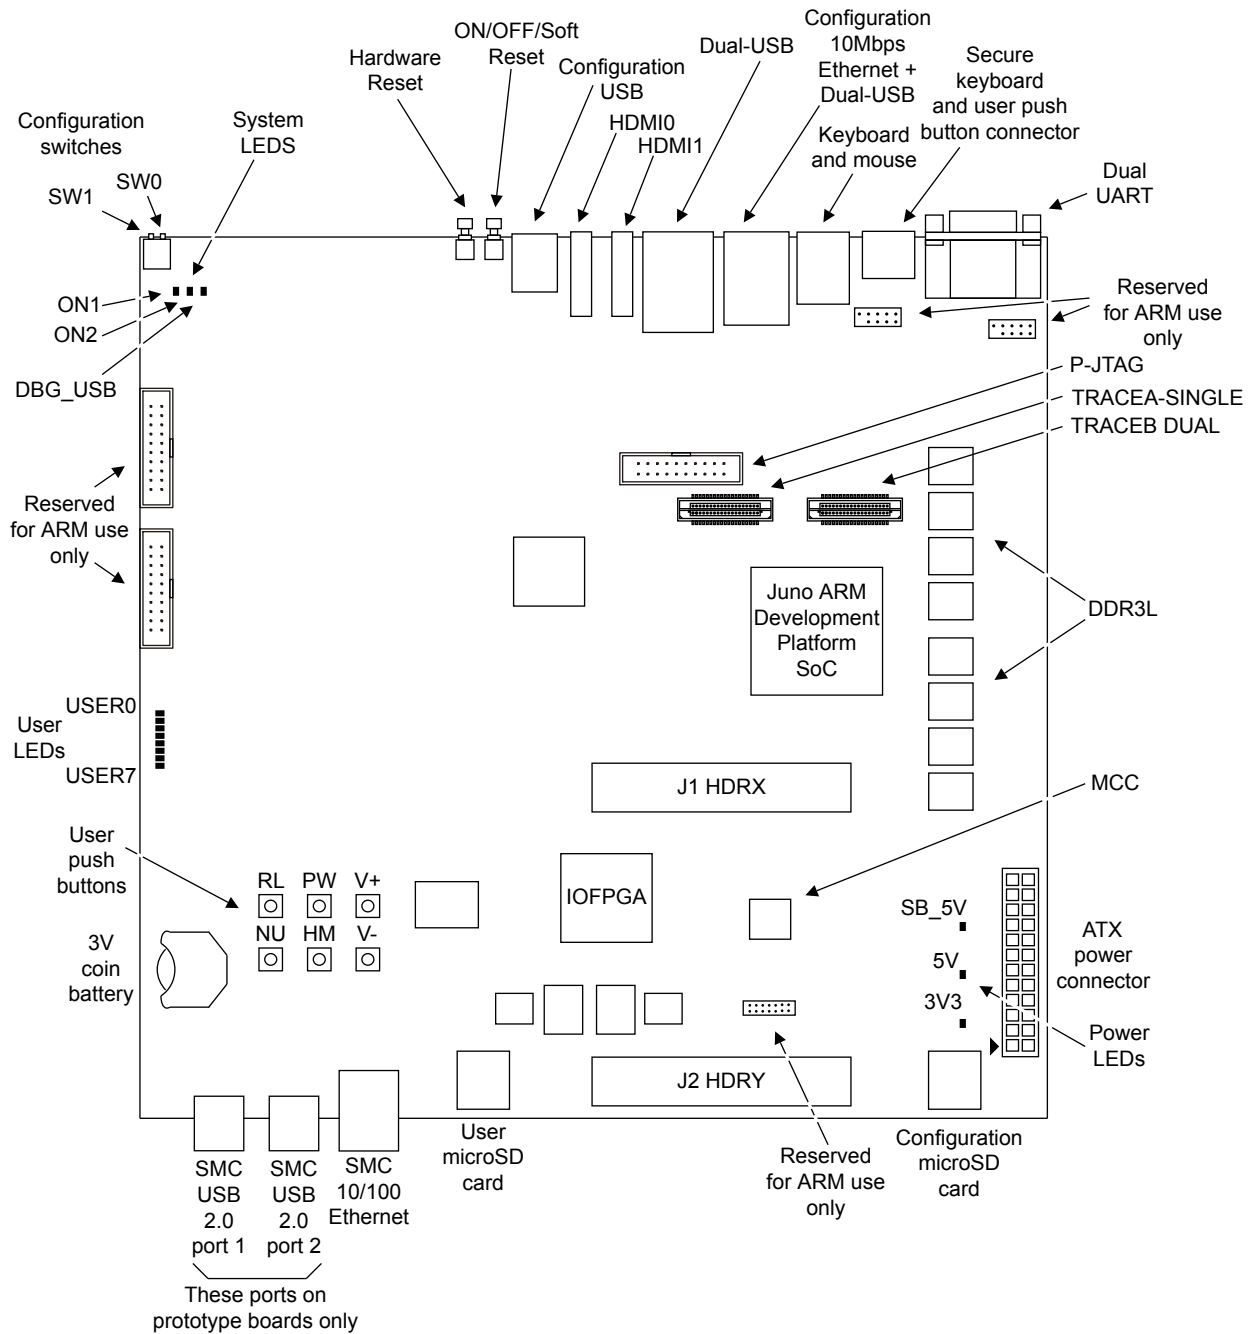 Configuration
10Mbps
Ethernet +
Dual-USB
ON/OFF/Soft
Reset
Hardware
Reset
Dual-USB
Configuration
USB
Secure
keyboard
and user push
button connector
HDMI0
HDMI1
Keyboard
and mouse
Configuration
switches
System
LEDS
SW0
SW1
Dual
UART
ON1
ON2
DBG_USB
Reserved
for ARM use
only
P-JTAG
TRACEA-SINGLE
TRACEB DUAL
Reserved
for ARM use
only
Juno ARM
Development
Platform
SoC
DDR3L
USER0
User
LEDs
USER7
J1 HDRX
MCC
User
push
buttons
RL
PW
V+
NU
HM
V-
IOFPGA
SB_5V
5V
3V3
ATX
power
connector
3V
coin
battery
Power
LEDs
J2 HDRY
User
microSD
card
Reserved
for ARM use
only
Configuration
microSD
card
SMC
USB
2.0
port 1
SMC
USB
2.0
port 2
SMC
10/100
Ethernet
These ports on
prototype boards only